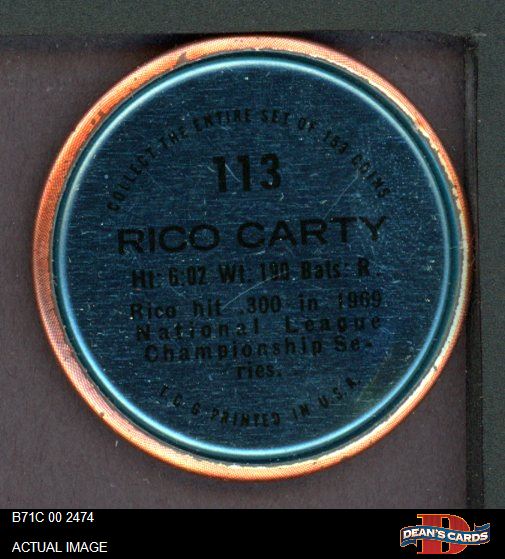 COLLECT THE ENTIRE SET OF 153 COINS
113
RICO CARTY
Ht: 6.02 Wt. 190 Bats: R.
Rico hit .300 in 1969
National League
Championship Se-
ries.
T.C.G PRINTED IN U.S.A.
B71C 00 2474
ACTUAL IMAGE
DEAN'S CARDS